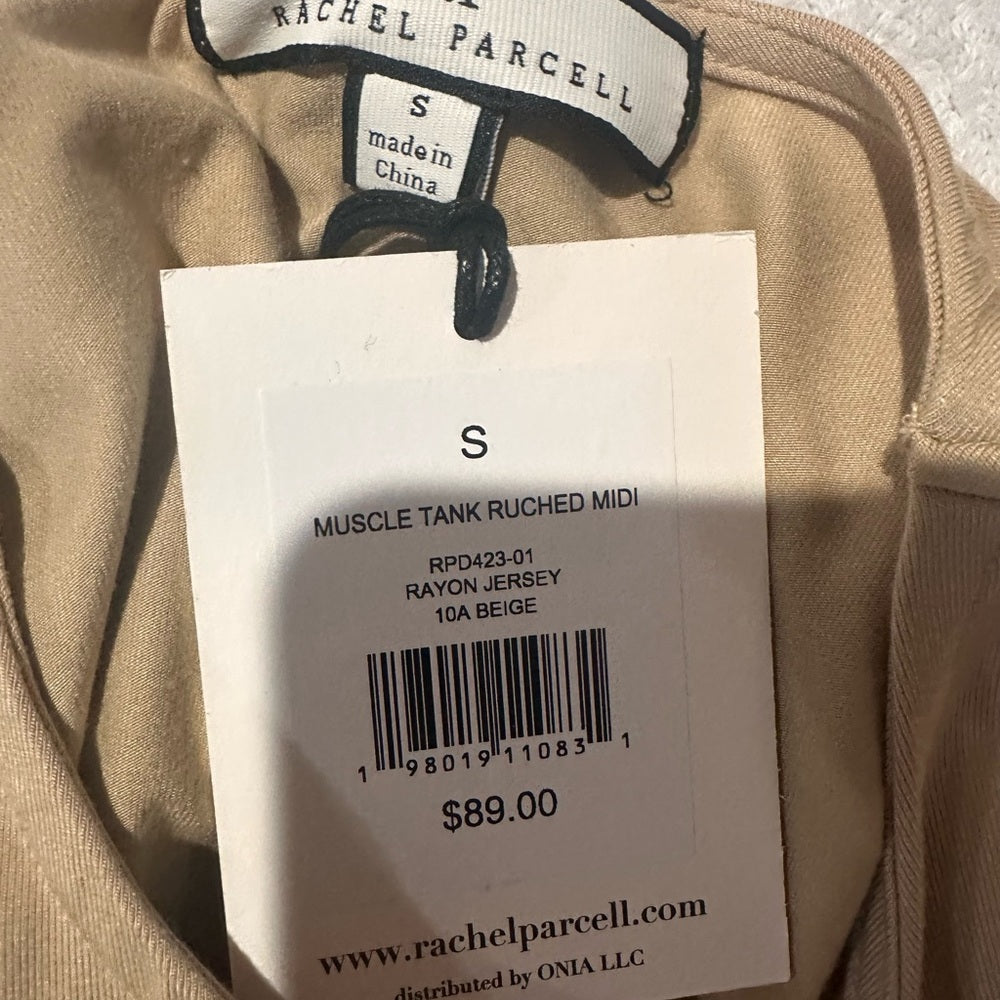 RACHEL PARCELL
S
made in
China
S
MUSCLE TANK RUCHED MIDI
RPD423-01
RAYON JERSEY
10A BEIGE
1 98019 11083 1
$89.00
www.rachelparcell.com
distributed by ONIA LLC